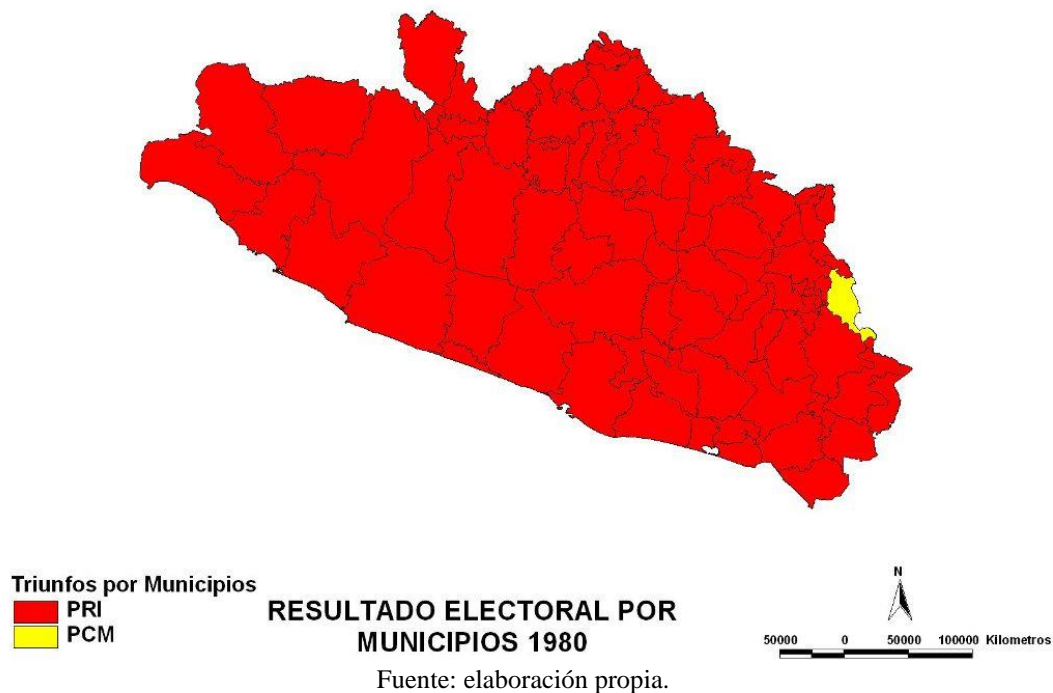 Triunfos por Municipios
PRI
PCM
RESULTADO ELECTORAL POR
MUNICIPIOS 1980
N
50000 0 50000 100000 Kilometros
Fuente: elaboración propia.